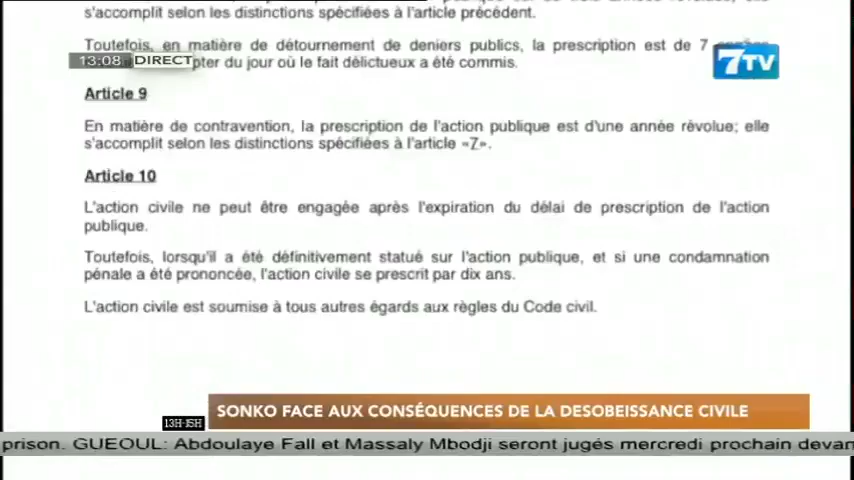 s'accomplit selon les distinctions spécifiées à l'article précédent.
Toutefois, en matière de détournement de deniers publics, la prescription est de 7 années
13:08 DIRECT
pter du jour où le fait délictueux a été commis.
7TV
Article 9
En matière de contravention, la prescription de l'action publique est d'une année révolue; elle
s'accomplit selon les distinctions spécifiées à l'article «7».
Article 10
L'action civile ne peut être engagée après l'expiration du délai de prescription de l'action
publique.
Toutefois, lorsqu'il a été définitivement statué sur l'action publique, et si une condamnation
pénale a été prononcée, l'action civile se prescrit par dix ans.
L'action civile est soumise à tous autres égards aux règles du Code civil.
13H-15H
SONKO FACE AUX CONSÉQUENCES DE LA DESOBEISSANCE CIVILE
prison. GUEOUL: Abdoulaye Fall et Massaly Mbodji seront jugés mercredi prochain devan